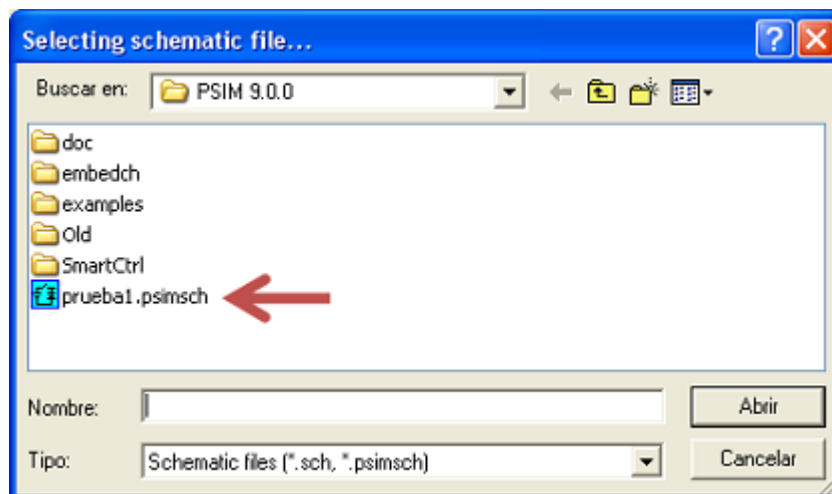 Selecting schematic file...
Buscar en: PSIM 9.0.0
doc
embedch
examples
Old
SmartCtrl
prueba1.psimsch
Nombre: Abrir
Tipo: Schematic files (*.sch, *.psimsch) Cancelar